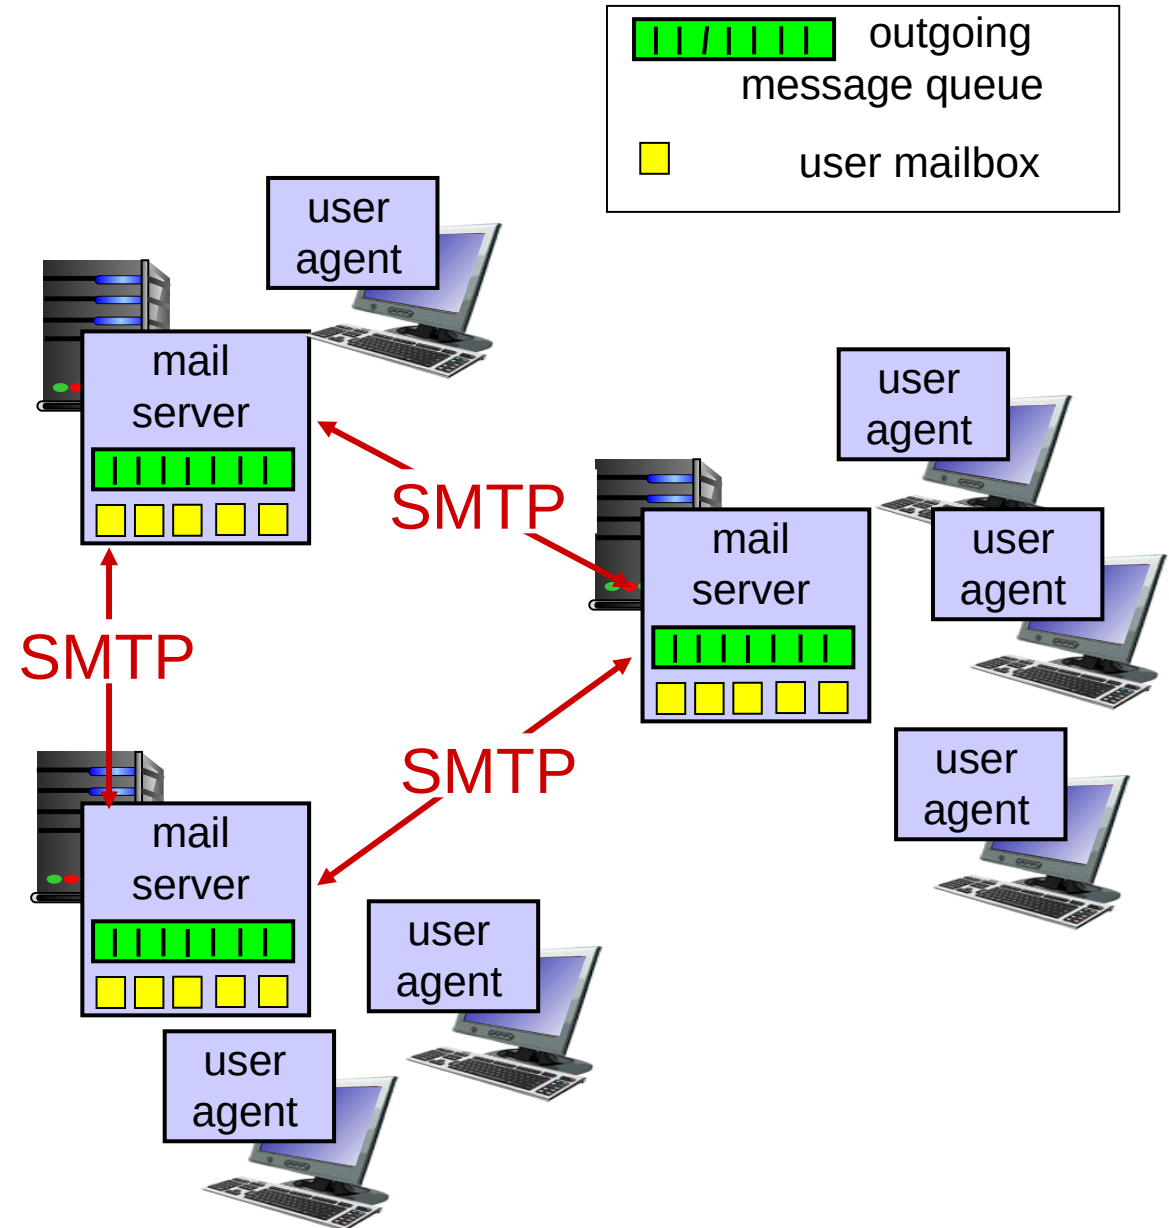 outgoing
message queue
user mailbox
user
agent
mail
server
user
agent
SMTP
mail
server
user
agent
SMTP
user
agent
SMTP
mail
server
user
agent
user
agent